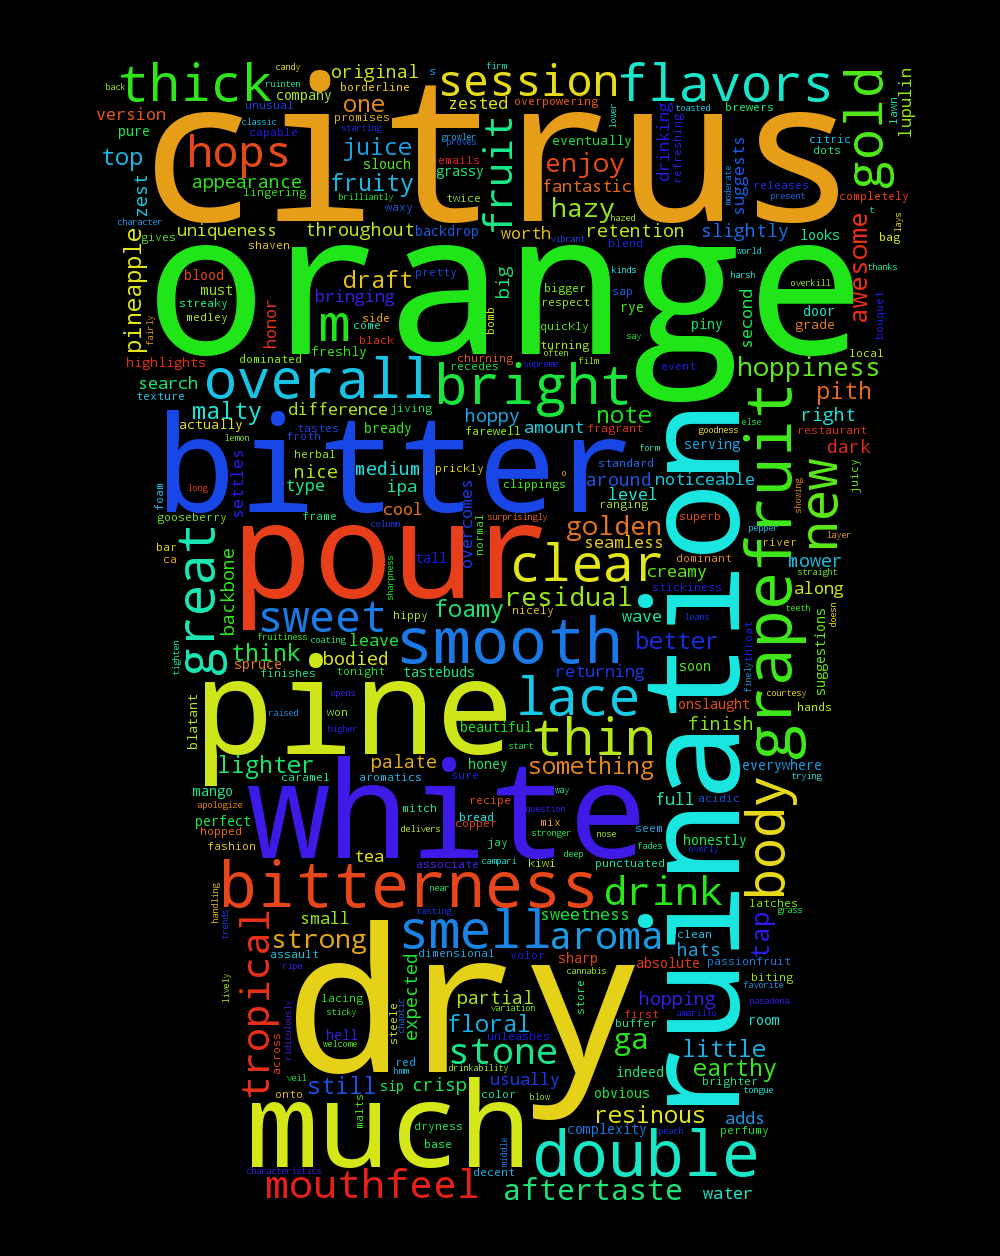 thick
citrus
session
flavors
gold
lupulin
lawn
back
candy
ruinten
firm
s
original
borderline
company
version
unusual
one
promises
zested
overpowering
toasted
brewers
lower
pure
classic
capable
starting
juice
growler
proves
fruit
eventually
drinking
refreshing
citric
dots
top
hops
slouch
emails
grassy
enjoy
zest
appearance
lingering
fruity
brilliantly
waxy
twice
fantastic
moderate
suggests
releases
present
completely
character
uniqueness
throughout
backdrop
worth
hazy
hazed
retention
slightly
t
lays
gives
shaven
orange
pretty
vibrant
blend
world
looks
bag
awesome
pineapple
blood
must
streaky
medley
draft
bringing
big
bigger
respect
kinds
sap
rye
harsh
overkill
thanks
bouquet
door
grade
fairly
honor
m
side
come
black
freshly
bomb
quickly
turning
say
piny
second
highlights
dominated
churning
recedes
often
film
supreme
event
local
search
texture
overall
bright
hoppiness
pith
malty
difference
jiving
hoppy
amount
note
fragrant
right
else
restaurant
actually
tastes
bready
farewell
goodness
serving
dark
lemon
froth
bitter
herbal
nice
medium
prickly
form
standard
around
noticeable
juicy
foam
long
settles
type
ipa
clippings
level
ranging
showing
new
gooseberry
frame
cool
overcomes
surprisingly
normal
golden
superb
pepper
layer
bar
ca
great
backbone
pour
column
tall
clear
seamless
dominant
river
creamy
mower
straight
grapefruit
sharpness
residual
stickiness
along
sweet
hippy
foamy
nicely
wave
leans
teeth
doesn
tighten
fruitiness
coating
leave
smooth
better
throat
finely
suggestions
think
bodied
spruce
finishes
tonight
tastebuds
returning
soon
ruination
courtesy
hands
pine
opens
raised
won
higher
lace
onslaught
finish
blatant
beautiful
start
thin
lighter
palate
honey
something
everywhere
trying
caramel
aromatics
sure
mango
apologize
white
mitch
recipe
way
question
full
acidic
perfect
hopped
delivers
bread
copper
mix
stronger
nose
seem
honestly
fashion
tea
jay
fades
overly
associate
campari
kiwi
deep
punctuated
body
bitterness
near
drink
latches
grass
handling
trends
small
tasting
sweetness
strong
smell
aroma
clean
hats
tap
tropical
assault
dimensional
volor
sharp
absolute
passionfruit
ripe
dry
cannabis
biting
favorite
lively
lacing
sticky
expected
partial
variation
store
hopping
pasadena
first
amarillo
ridiculously
hell
welcome
steele
chaotic
floral
unleashes
buffer
room
across
veil
stone
ga
little
red
hmm
drinkability
indeed
earthy
onto
still
sip
crisp
usually
brighter
tongue
malts
color
blow
obvious
much
dryness
base
resinous
adds
complexity
peach
perfumy
characteristics
middle
decent
double
mouthfeel
aftertaste
water